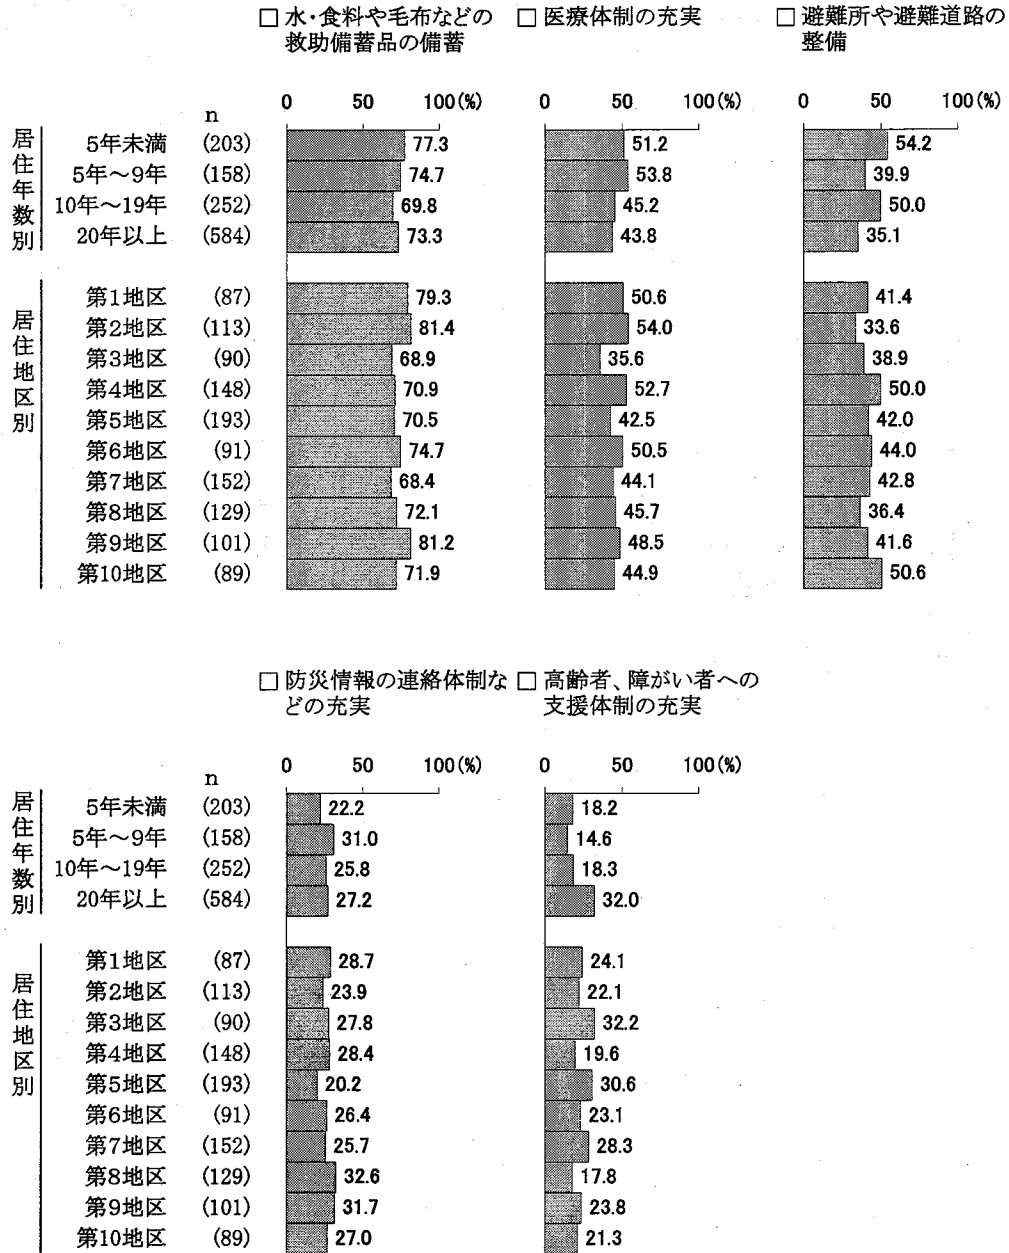 □ 水・食料や毛布などの
救助備蓄品の備蓄
□ 医療体制の充実
□ 避難所や避難道路の
整備
n 0 50 100(%) 0 50 100(%) 0 50 100(%)
居住年数別
5年未満 (203) 77.3 51.2 54.2
5年～9年 (158) 74.7 53.8 39.9
10年～19年 (252) 69.8 45.2 50.0
20年以上 (584) 73.3 43.8 35.1
居住地区別
第1地区 (87) 79.3 50.6 41.4
第2地区 (113) 81.4 54.0 33.6
第3地区 (90) 68.9 35.6 38.9
第4地区 (148) 70.9 52.7 50.0
第5地区 (193) 70.5 42.5 42.0
第6地区 (91) 74.7 50.5 44.0
第7地区 (152) 68.4 44.1 42.8
第8地区 (129) 72.1 45.7 36.4
第9地区 (101) 81.2 48.5 41.6
第10地区 (89) 71.9 44.9 50.6
□ 防災情報の連絡体制な
どの充実
□ 高齢者、障がい者への
支援体制の充実
n 0 50 100(%) 0 50 100(%)
居住年数別
5年未満 (203) 22.2 18.2
5年～9年 (158) 31.0 14.6
10年～19年 (252) 25.8 18.3
20年以上 (584) 27.2 32.0
居住地区別
第1地区 (87) 28.7 24.1
第2地区 (113) 23.9 22.1
第3地区 (90) 27.8 32.2
第4地区 (148) 28.4 19.6
第5地区 (193) 20.2 30.6
第6地区 (91) 26.4 23.1
第7地区 (152) 25.7 28.3
第8地区 (129) 32.6 17.8
第9地区 (101) 31.7 23.8
第10地区 (89) 27.0 21.3